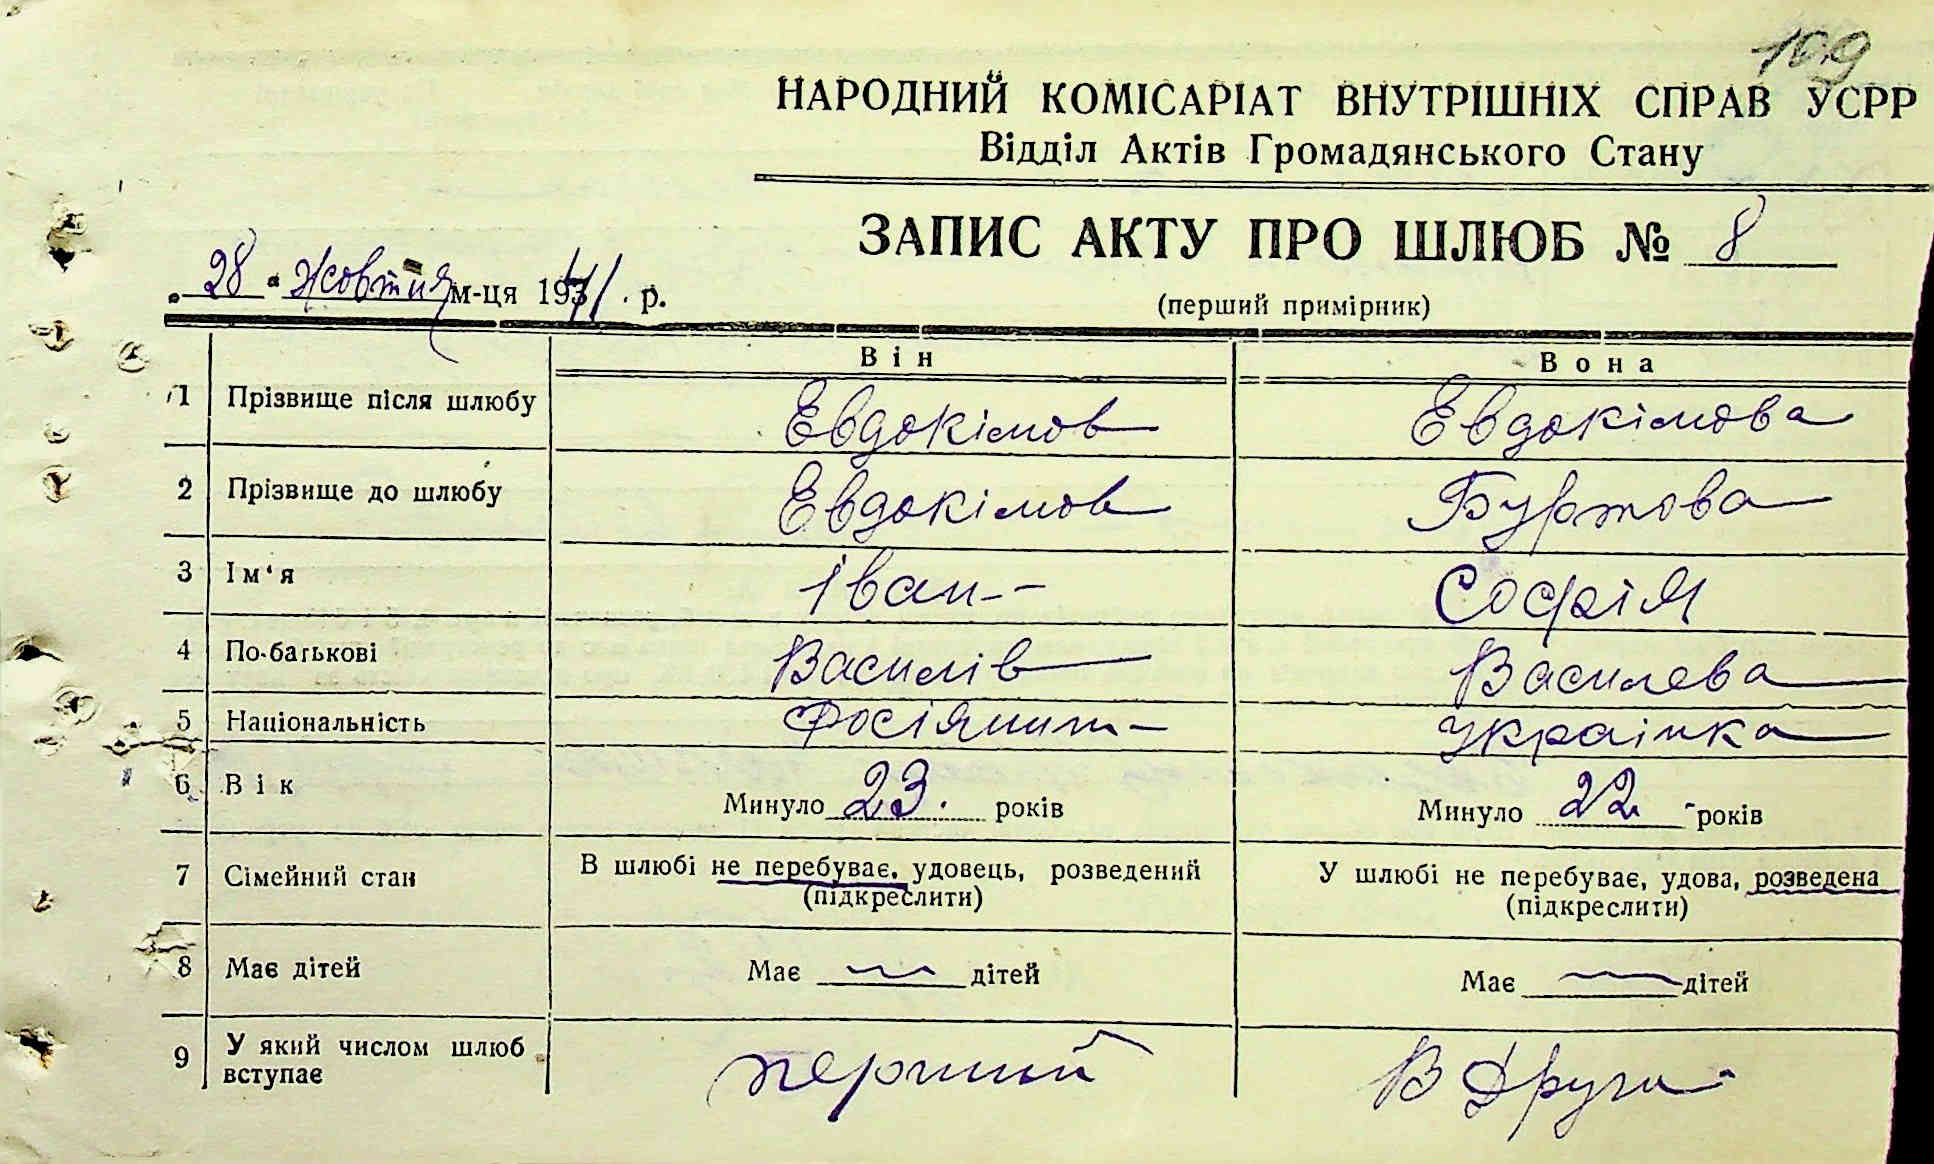 109
НАРОДНИЙ КОМІСАРІАТ ВНУТРІШНІХ СПРАВ УСРР
Відділ Актів Громадянського Стану
ЗАПИС АКТУ ПРО ШЛЮБ № 8
„28“ жовтня м-ця 1941 р.
(перший примірник)
Він Вона
1 Прізвище після шлюбу Евдокімов Евдокімова
2 Прізвище до шлюбу Евдокімов
3 Ім‘я Іван Софія
4 По-батькові Василів Василева
5 Національність Росіянин Украінка
6 Вік Минуло 23 років Минуло 22 років
7 Сімейний стан В шлюбі не перебуває, удовець, розведений У шлюбі не перебуває, удова, розведена
(підкреслити) (підкреслити)
8 Має дітей Має — дітей Має — дітей
9 У який числом шлюб вступає перший В други